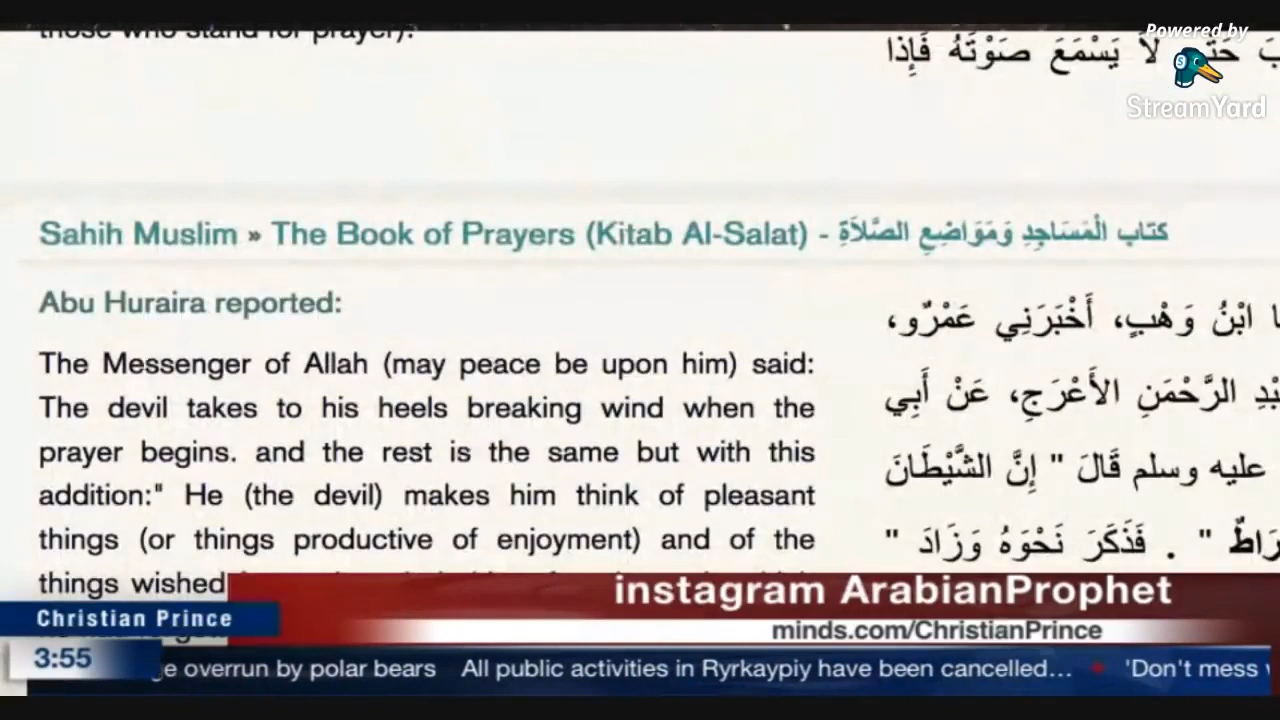 those who stand for prayer).
لاَ يَسْمَعَ صَوْتَهُ فَإِذَا
Powered by
StreamYard
Sahih Muslim » The Book of Prayers (Kitab Al-Salat) - كتاب الْمَسَاجِدِ وَمَوَاضِعِ الصَّلاَةِ
Abu Huraira reported:
The Messenger of Allah (may peace be upon him) said:
The devil takes to his heels breaking wind when the
prayer begins. and the rest is the same but with this
addition:" He (the devil) makes him think of pleasant
things (or things productive of enjoyment) and of the
things wished
ابْنُ وَهْبٍ، أَخْبَرَنِي عَمْرٌو،
الرَّحْمَنِ الأَعْرَجِ، عَنْ أَبِي
عليه وسلم قَالَ " إِنَّ الشَّيْطَانَ
" . فَذَكَرَ نَحْوَهُ وَزَادَ "
instagram ArabianProphet
minds.com/ChristianPrince
Christian Prince
3:55
overrun by polar bears All public activities in Ryrkaypiy have been cancelled... • 'Don't mess